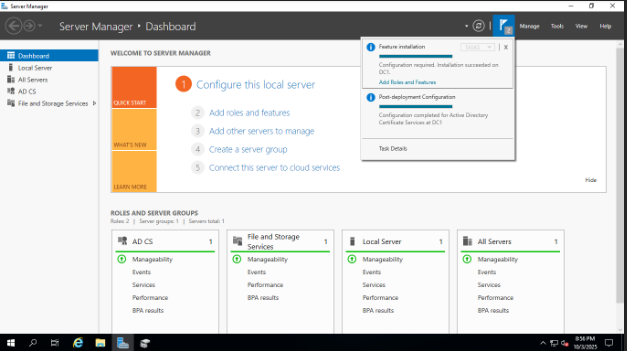 Server Manager
Server Manager ▸ Dashboard
Manage Tools View Help
2
Dashboard
Local Server
All Servers
AD CS
File and Storage Services
WELCOME TO SERVER MANAGER
QUICK START
WHAT'S NEW
LEARN MORE
1 Configure this local server
2 Add roles and features
3 Add other servers to manage
4 Create a server group
5 Connect this server to cloud services
Hide
Feature installation TASKS X
Configuration required. Installation succeeded on
DC1.
Add Roles and Features
Post-deployment Configuration
Configuration completed for Active Directory
Certificate Services at DC1
Task Details
ROLES AND SERVER GROUPS
Roles: 2 | Server groups: 1 | Servers total: 1
AD CS 1
Manageability
Events
Services
Performance
BPA results
File and Storage
Services 1
Manageability
Events
Services
Performance
BPA results
Local Server 1
Manageability
Events
Services
Performance
BPA results
All Servers 1
Manageability
Events
Services
Performance
BPA results
8:56 PM
10/3/2025